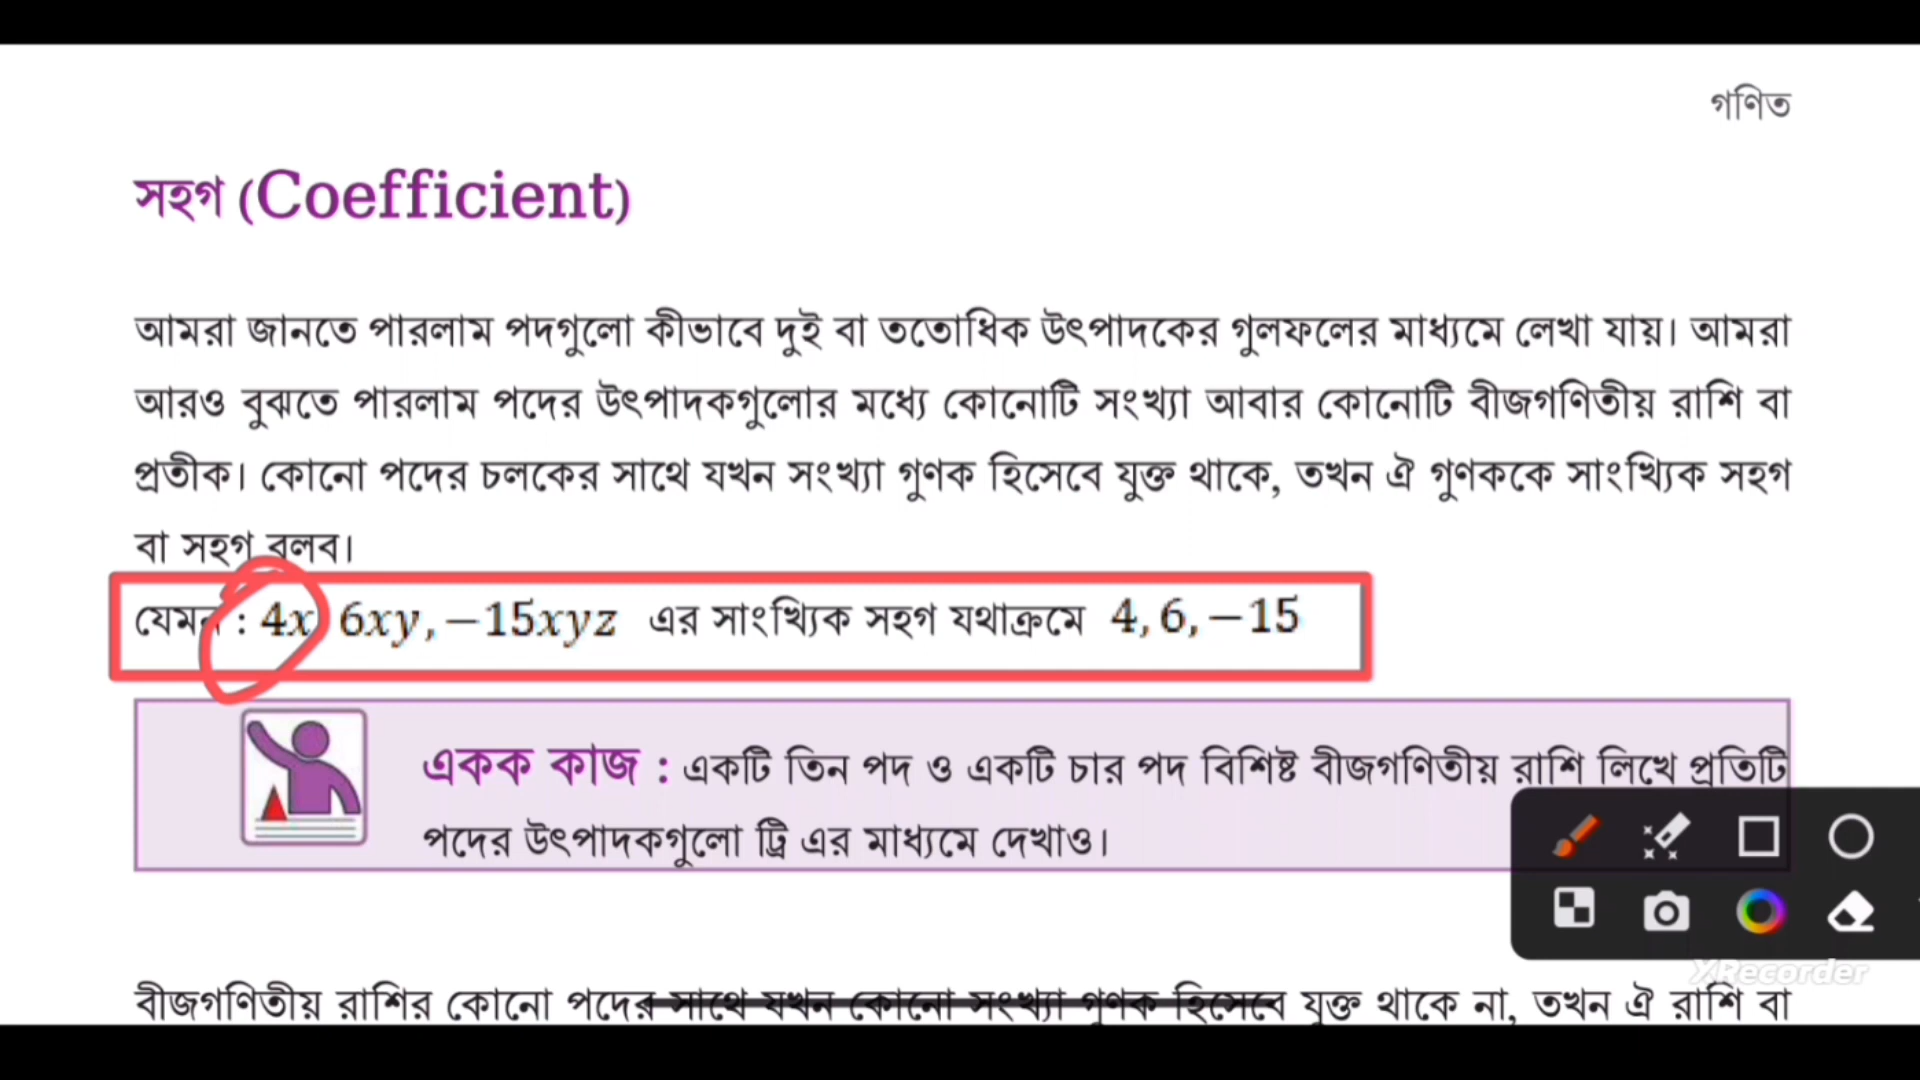 গণিত
সহগ (Coefficient)
আমরা জানতে পারলাম পদগুলো কীভাবে দুই বা ততোধিক উৎপাদকের গুলফলের মাধ্যমে লেখা যায়। আমরা
আরও বুঝতে পারলাম পদের উৎপাদকগুলোর মধ্যে কোনোটি সংখ্যা আবার কোনোটি বীজগণিতীয় রাশি বা
প্রতীক। কোনো পদের চলকের সাথে যখন সংখ্যা গুণক হিসেবে যুক্ত থাকে, তখন ঐ গুণককে সাংখ্যিক সহগ
বা সহগ বলব।
যেমন : 4x 6xy, −15xyz এর সাংখ্যিক সহগ যথাক্রমে 4, 6, −15
একক কাজ : একটি তিন পদ ও একটি চার পদ বিশিষ্ট বীজগণিতীয় রাশি লিখে প্রতিটি
পদের উৎপাদকগুলো ট্রি এর মাধ্যমে দেখাও।
XRecorder
বীজগণিতীয় রাশির কোনো পদের সাথে যখন কোনো সংখ্যা গুণক হিসেবে যুক্ত থাকে না, তখন ঐ রাশি বা